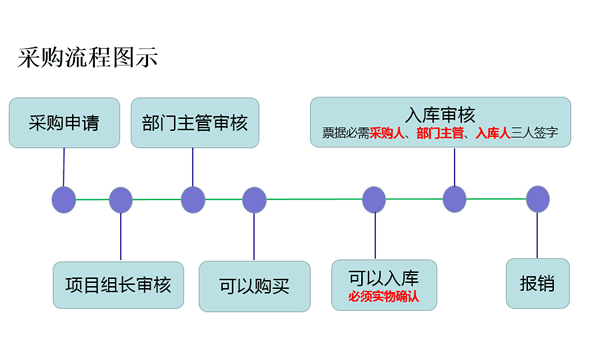 采购流程图示
采购申请
部门主管审核
入库审核
票据必需采购人、部门主管、入库人三人签字
项目组长审核
可以购买
可以入库
必须实物确认
报销